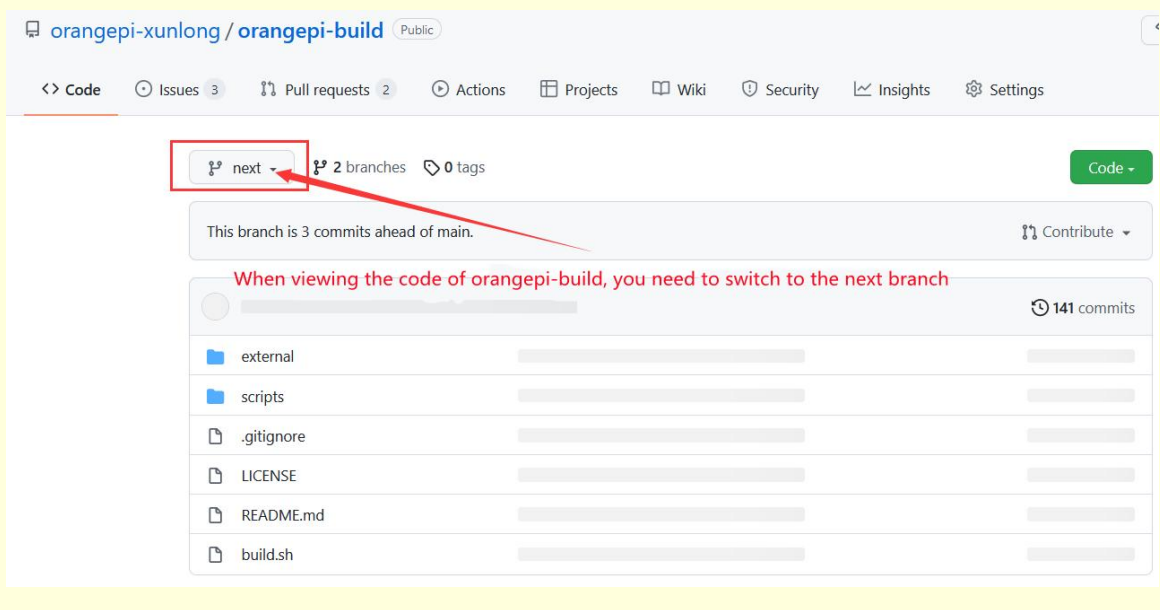 orangepi-xunlong / orangepi-build Public
Code Issues 3 Pull requests 2 Actions Projects Wiki Security Insights Settings
next 2 branches 0 tags Code
This branch is 3 commits ahead of main. Contribute
When viewing the code of orangepi-build, you need to switch to the next branch
141 commits
external
scripts
.gitignore
LICENSE
README.md
build.sh